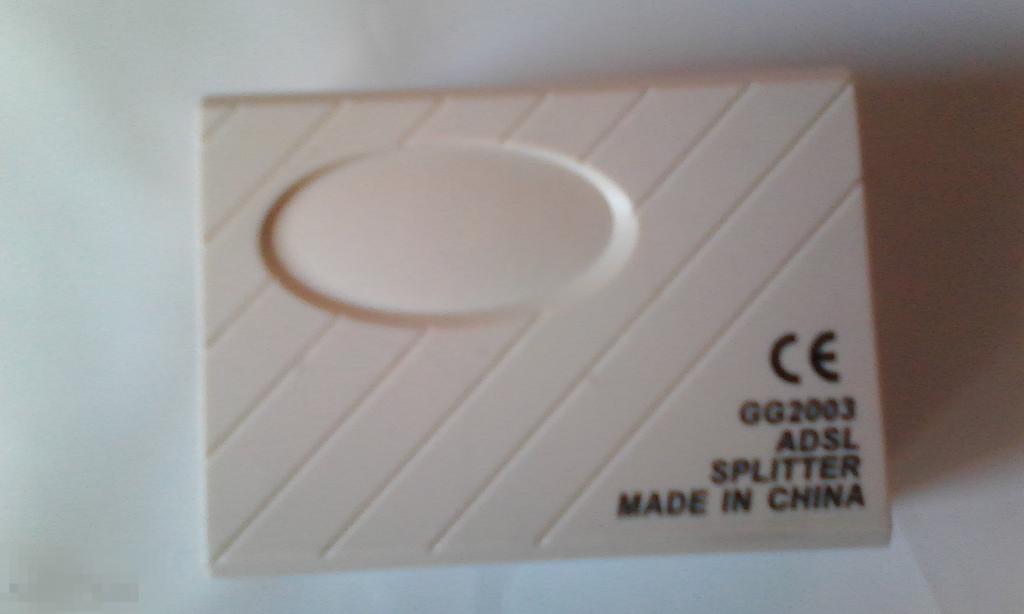 CE
GG2003
ADSL
SPLITTER
MADE IN CHINA